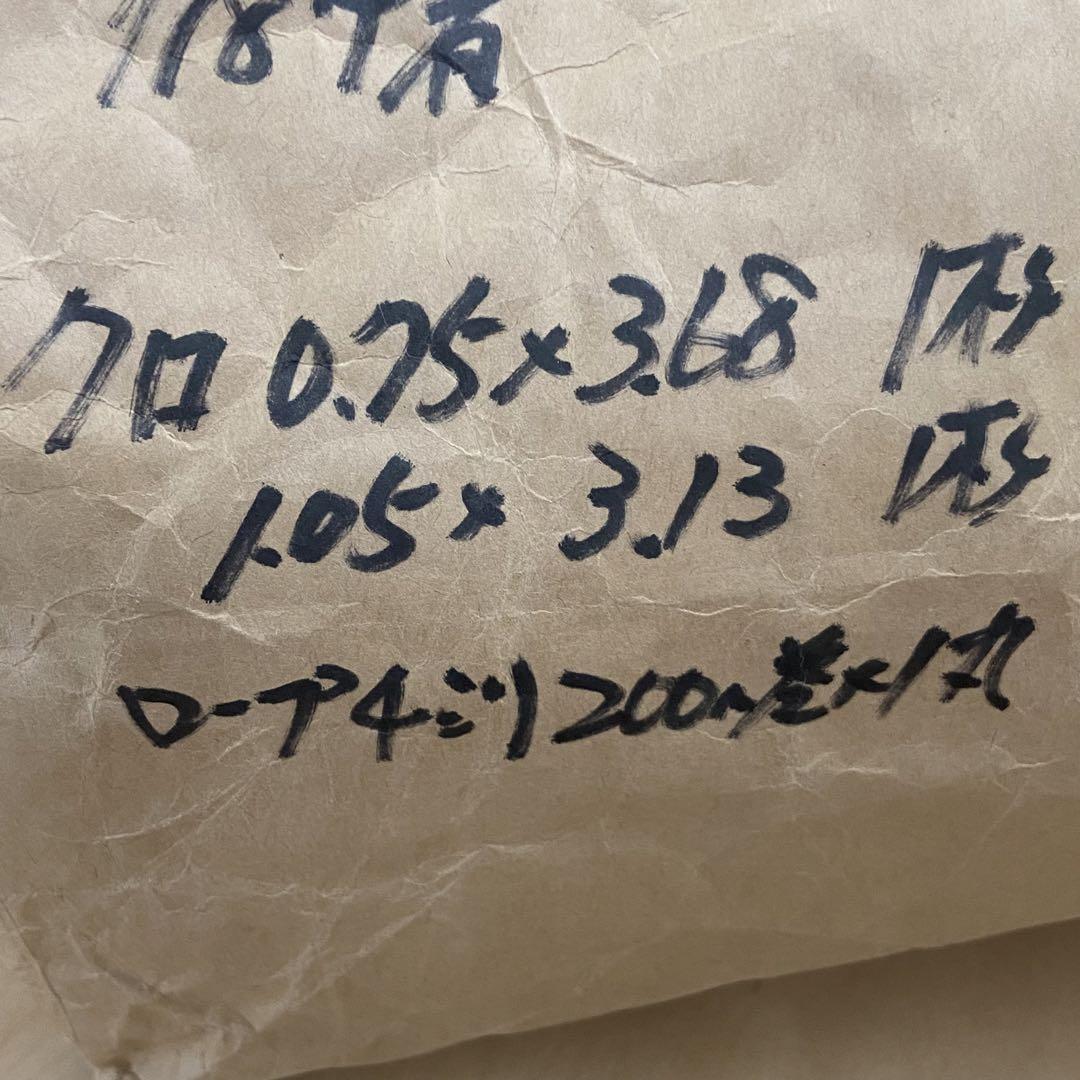 クロ 0.75×3.68 1枚
1.05× 3.13 1枚
ロープ4ミリ200m巻×1丸